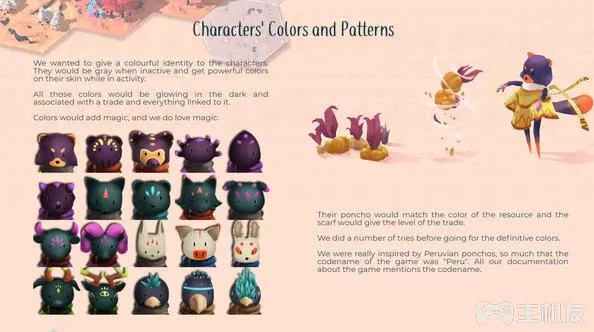 Characters' Colors and Patterns
We wanted to give a colourful identity to the characters.
They would be gray when inactive and get powerful colors
on their skin while in activity.
All those colors would be glowing in the dark and
associated with a trade and everything linked to it.
Colors would add magic, and we do love magic.
Their poncho would match the color of the resource and the
scarf would give the level of the trade.
We did a number of tries before going for the definitive colors.
We were really inspired by Peruvian ponchos, so much that the
codename of the game was "Peru". All our documentation
about the game mentions the codename.
主机友